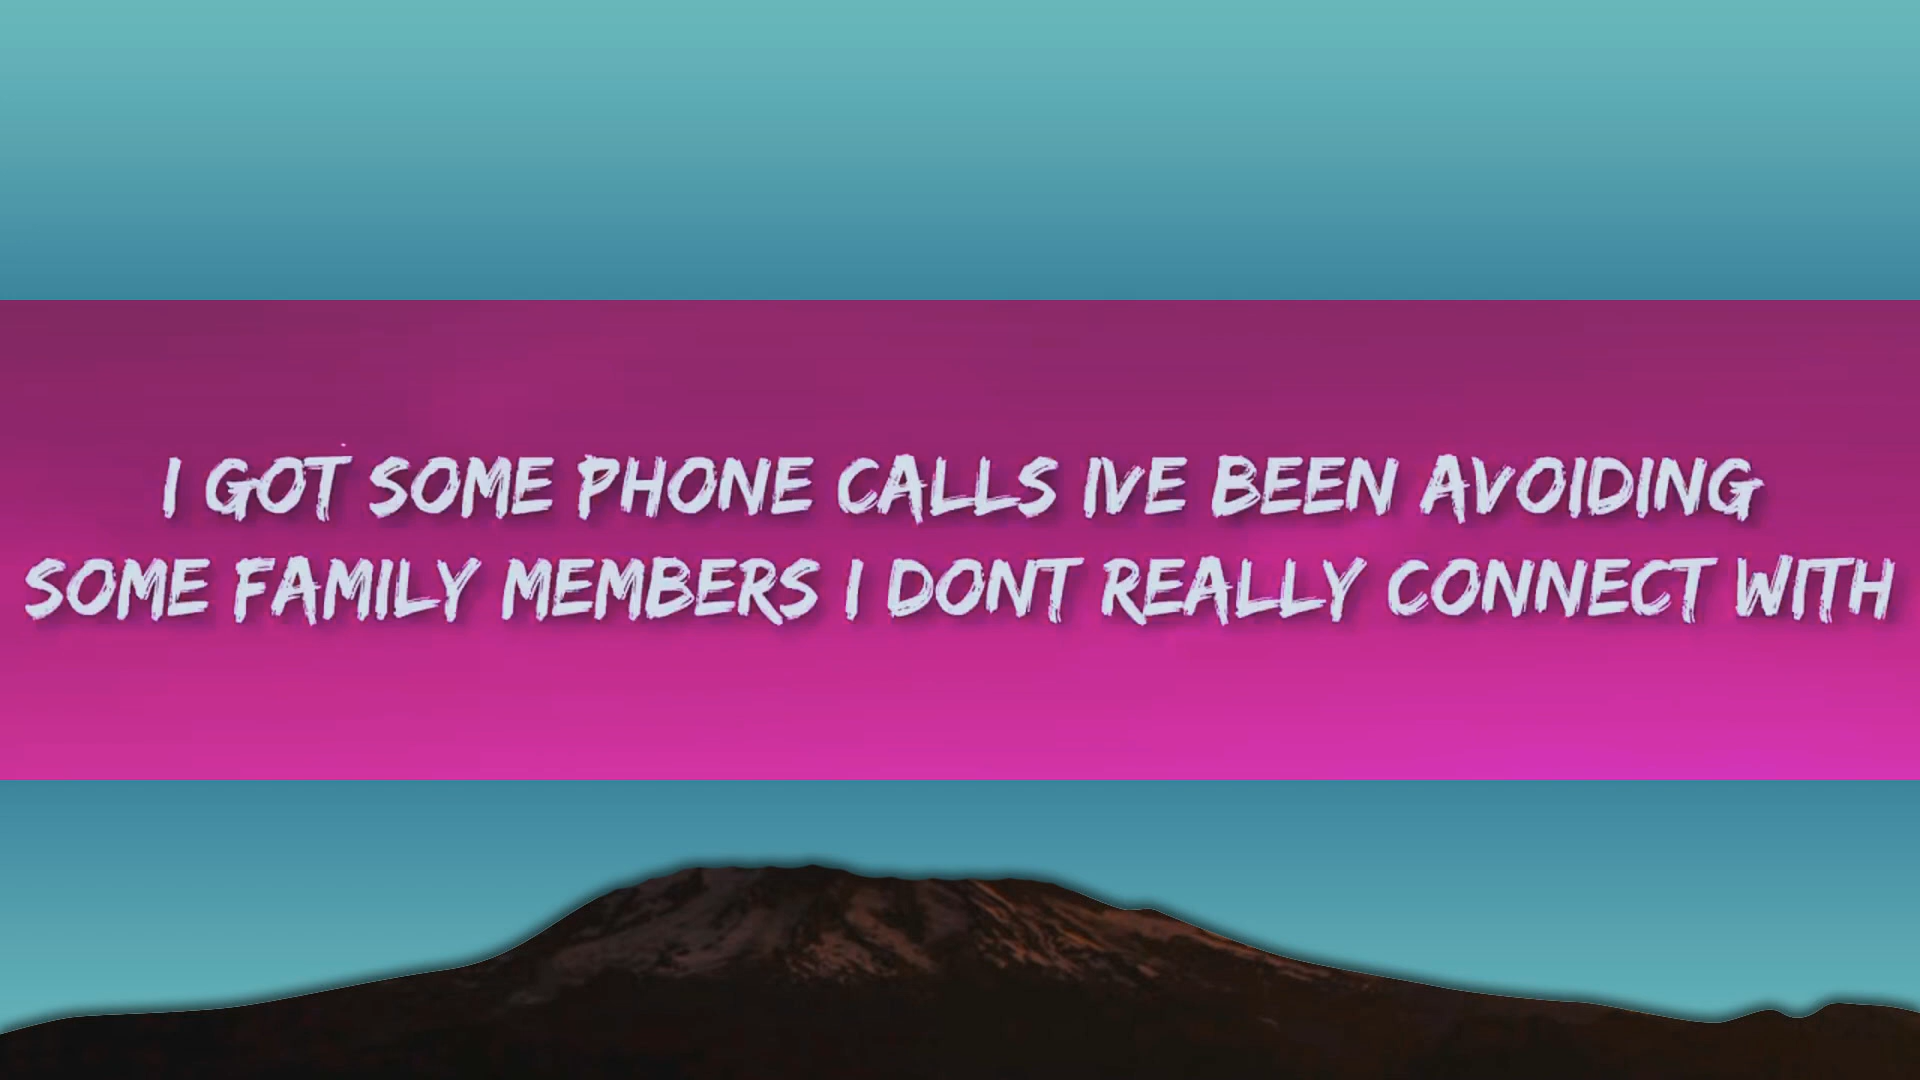 I GOT SOME PHONE CALLS IVE BEEN AVOIDING
SOME FAMILY MEMBERS I DONT REALLY CONNECT WITH